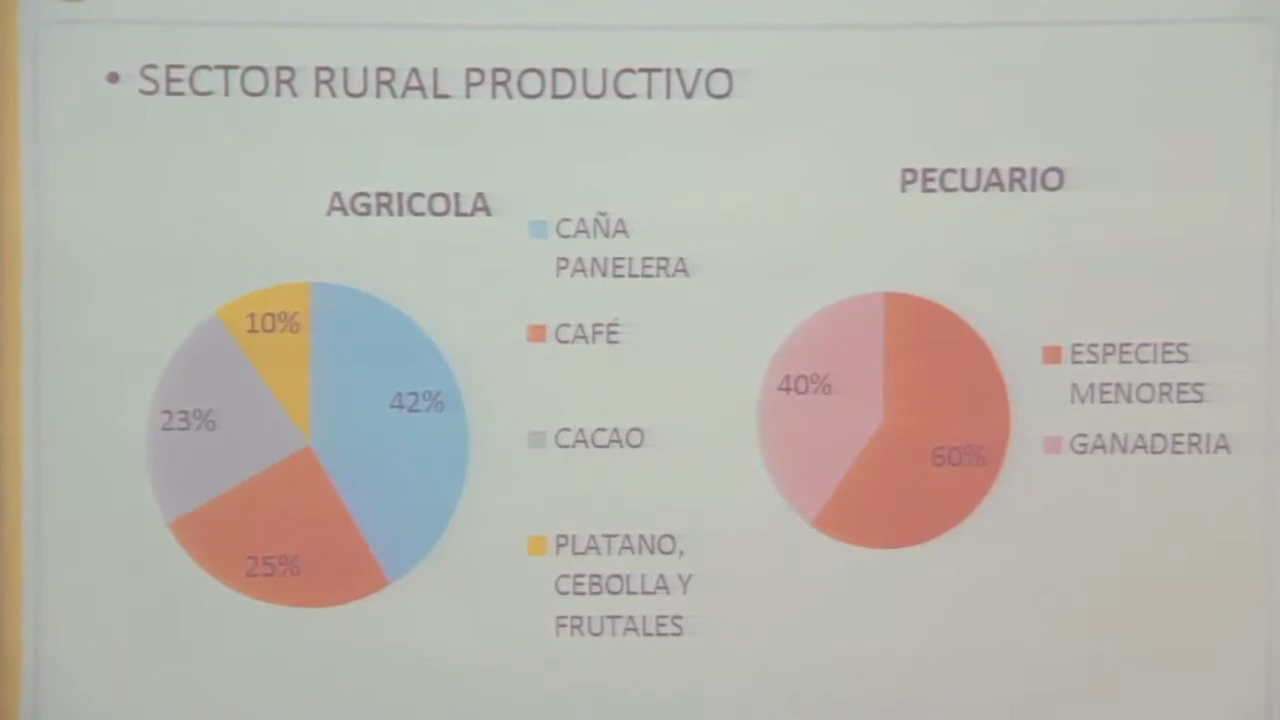 • SECTOR RURAL PRODUCTIVO
AGRICOLA
10%
42%
23%
25%
CAÑA
PANELERA
CAFÉ
CACAO
PLATANO,
CEBOLLA Y
FRUTALES
PECUARIO
40%
60%
ESPECIES
MENORES
GANADERIA